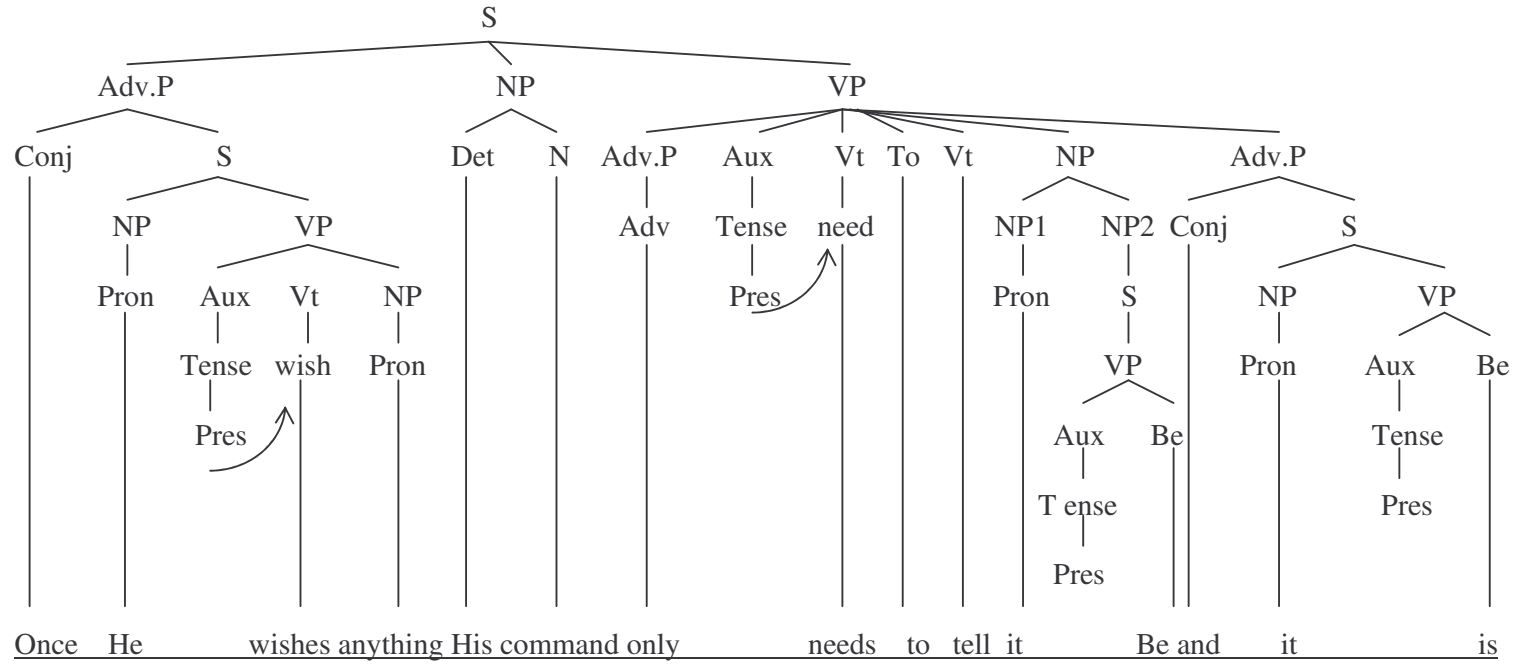 S
Adv.P NP VP
Conj S Det N Adv.P Aux Vt To Vt NP Adv.P
NP VP Adv Tense need NP1 NP2 Conj S
Pron Aux Vt NP Pres Pron S NP VP
Tense wish Pron VP Pron Aux Be
Pres Aux Be Tense
T ense Pres
Pres
Once He wishes anything His command only needs to tell it Be and it is